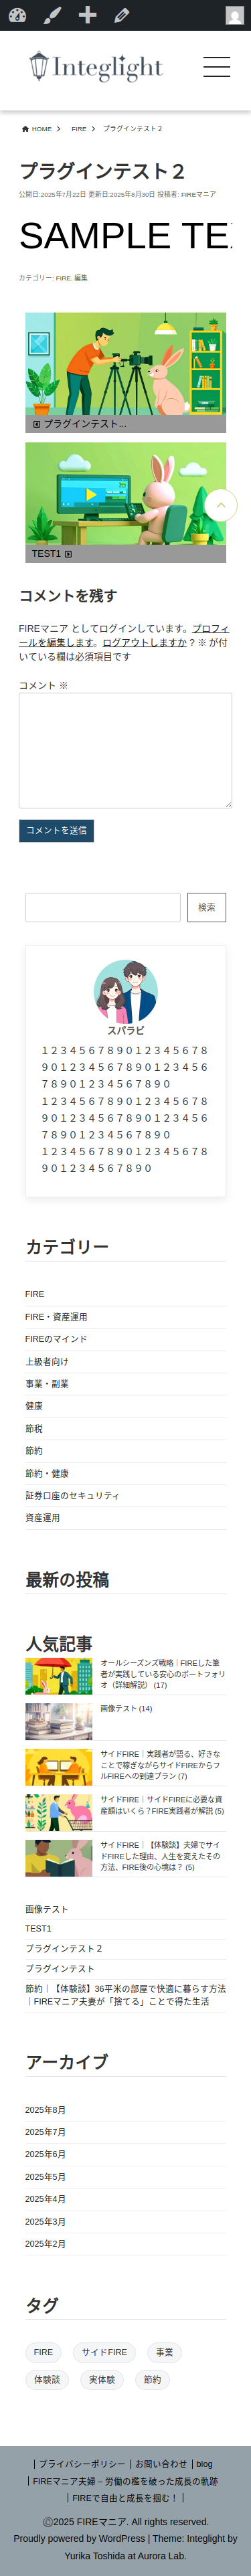 Integlight
HOME > FIRE > プラグインテスト２
プラグインテスト２
公開日:2025年7月22日 更新日:2025年8月30日 投稿者: FIREマニア
SAMPLE TE
カテゴリー: FIRE, 編集
プラグインテスト...
TEST1
コメントを残す
FIREマニア としてログインしています。プロフィ
ールを編集します。ログアウトしますか ? ※ が付
いている欄は必須項目です
コメント ※
コメントを送信
検索
スパラビ
１２３４５６７８９０１２３４５６７８
９０１２３４５６７８９０１２３４５６
７８９０１２３４５６７８９０
１２３４５６７８９０１２３４５６７８
９０１２３４５６７８９０１２３４５６
７８９０１２３４５６７８９０
１２３４５６７８９０１２３４５６７８
９０１２３４５６７８９０
カテゴリー
FIRE
FIRE・資産運用
FIREのマインド
上級者向け
事業・副業
健康
節税
節約
節約・健康
証券口座のセキュリティ
資産運用
最新の投稿
人気記事
オールシーズンズ戦略｜FIREした筆
者が実践している安心のポートフォリ
オ（詳細解説） (17)
画像テスト (14)
サイドFIRE｜実践者が語る、好きな
ことで稼ぎながらサイドFIREからフ
ルFIREへの到達プラン (7)
サイドFIRE｜サイドFIREに必要な資
産額はいくら？FIRE実践者が解説 (5)
サイドFIRE｜【体験談】夫婦でサイ
ドFIREした理由、人生を変えたその
方法、FIRE後の心境は？ (5)
画像テスト
TEST1
プラグインテスト２
プラグインテスト
節約｜【体験談】36平米の部屋で快適に暮らす方法
｜FIREマニア夫妻が「捨てる」ことで得た生活
アーカイブ
2025年8月
2025年7月
2025年6月
2025年5月
2025年4月
2025年3月
2025年2月
タグ
FIRE サイドFIRE 事業
体験談 実体験 節約
| プライバシーポリシー | お問い合わせ | blog
| FIREマニア夫婦 – 労働の檻を破った成長の軌跡
| FIREで自由と成長を掴む！ |
©2025 FIREマニア. All rights reserved.
Proudly powered by WordPress | Theme: Integlight by
Yurika Toshida at Aurora Lab.